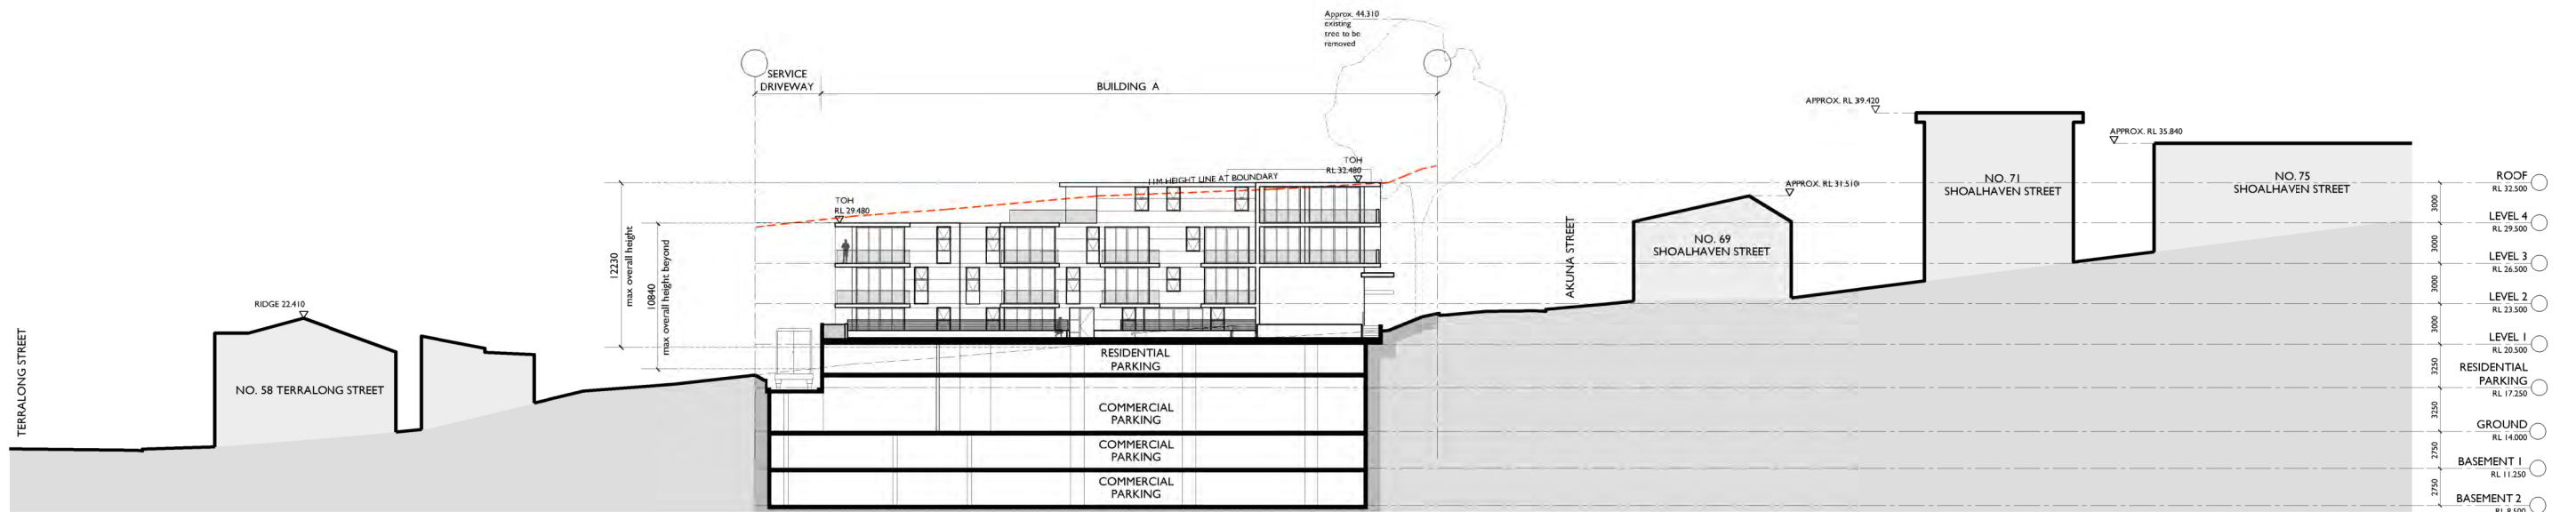 Approx. 44.310
existing
tree to be
removed
SERVICE
DRIVEWAY
BUILDING A
APPROX. RL 39.420
APPROX. RL 35.840
TOH
RL 32.480
11M HEIGHT LINE AT BOUNDARY
TOH
RL 29.480
APPROX. RL 31.510
NO. 71
SHOALHAVEN STREET
NO. 75
SHOALHAVEN STREET
NO. 69
SHOALHAVEN STREET
AKUNA STREET
12230
max overall height
10840
max overall height beyond
RIDGE 22.410
TERRALONG STREET
NO. 58 TERRALONG STREET
RESIDENTIAL
PARKING
COMMERCIAL
PARKING
COMMERCIAL
PARKING
COMMERCIAL
PARKING
ROOF
RL 32.500
3000
LEVEL 4
RL 29.500
3000
LEVEL 3
RL 26.500
3000
LEVEL 2
RL 23.500
3000
LEVEL 1
RL 20.500
3250
RESIDENTIAL
PARKING
RL 17.250
3250
GROUND
RL 14.000
2750
BASEMENT 1
RL 11.250
2750
BASEMENT 2
RL 8.500